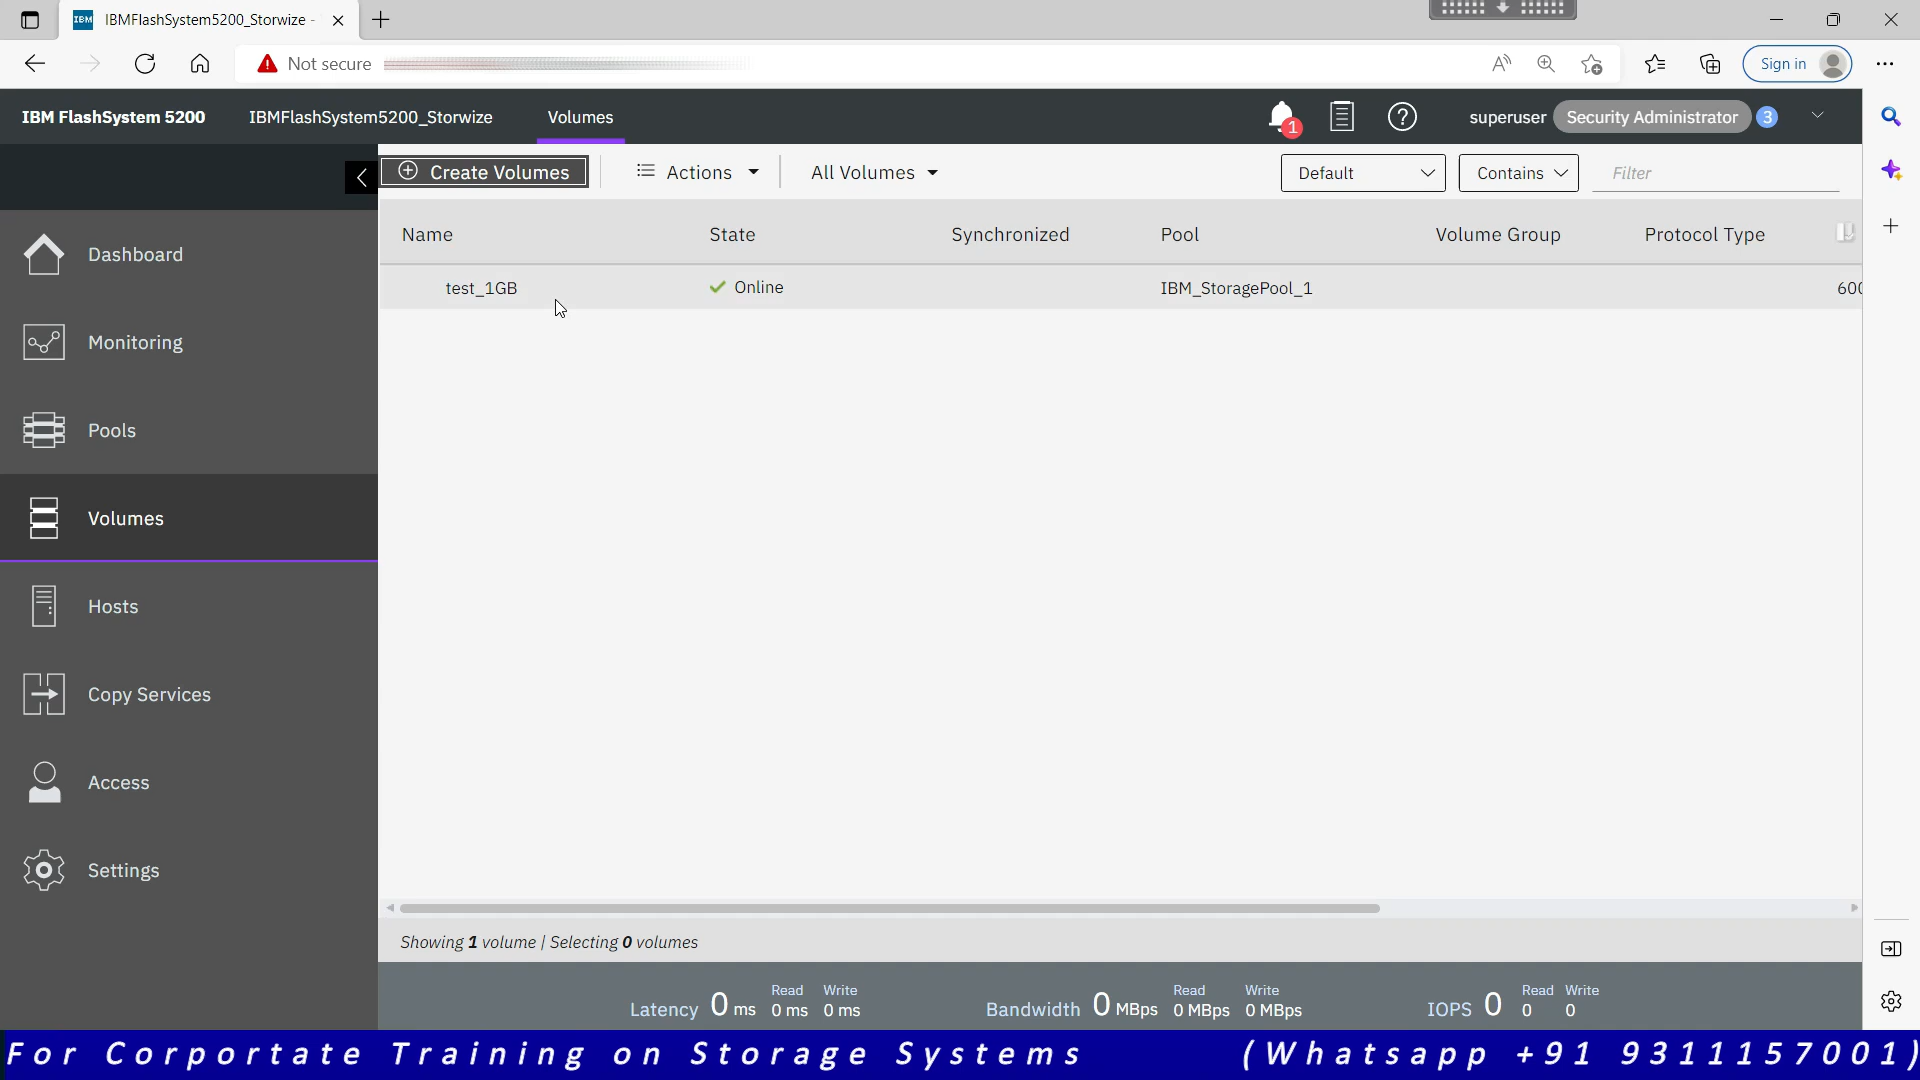 IBM IBMFlashSystem5200_Storwize -
Not secure
Sign in
IBM FlashSystem 5200 IBMFlashSystem5200_Storwize Volumes 1 superuser Security Administrator 3
Create Volumes Actions All Volumes Default Contains Filter
Name State Synchronized Pool Volume Group Protocol Type
test_1GB Online IBM_StoragePool_1 600
Dashboard
Monitoring
Pools
Volumes
Hosts
Copy Services
Access
Settings
Showing 1 volume | Selecting 0 volumes
Latency 0 ms Read 0 ms Write 0 ms
Bandwidth 0 MBps Read 0 MBps Write 0 MBps
IOPS 0 Read 0 Write 0
For Corportate Training on Storage Systems (Whatsapp +91 9311157001)